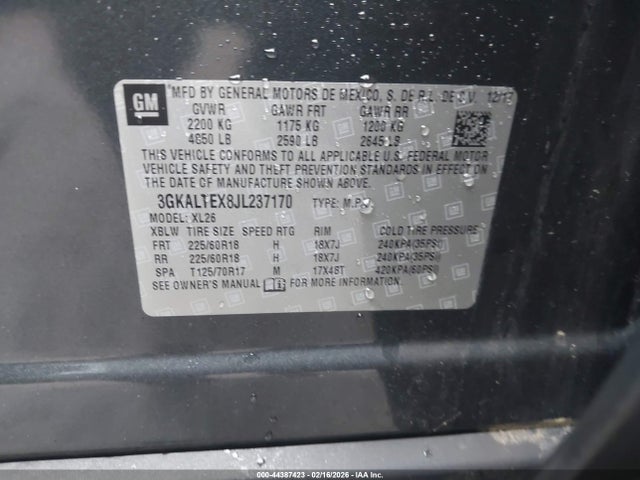 GM
MFD BY GENERAL MOTORS DE MEXICO, S. DE R.L. DE C.V. 12/17
GVWR GAWR FRT GAWR RR
2200 KG 1175 KG 1200 KG
4850 LB 2590 LB 2645 LB
THIS VEHICLE CONFORMS TO ALL APPLICABLE U.S. FEDERAL MOTOR
VEHICLE SAFETY AND THEFT PREVENTION STANDARDS IN EFFECT ON
THE DATE OF MANUFACTURE SHOWN ABOVE.
3GKALTEX8JL237170 TYPE: M.P.V.
MODEL: XL26
XBLW TIRE SIZE SPEED RTG RIM COLD TIRE PRESSURE
FRT 225/60R18 H 18X7J 240KPA(35PSI)
RR 225/60R18 H 18X7J 240KPA(35PSI)
SPA T125/70R17 M 17X4BT 420KPA(60PSI)
SEE OWNER'S MANUAL FOR MORE INFORMATION.
© - 44387423 - 02/16/2026 - © IAA Inc.